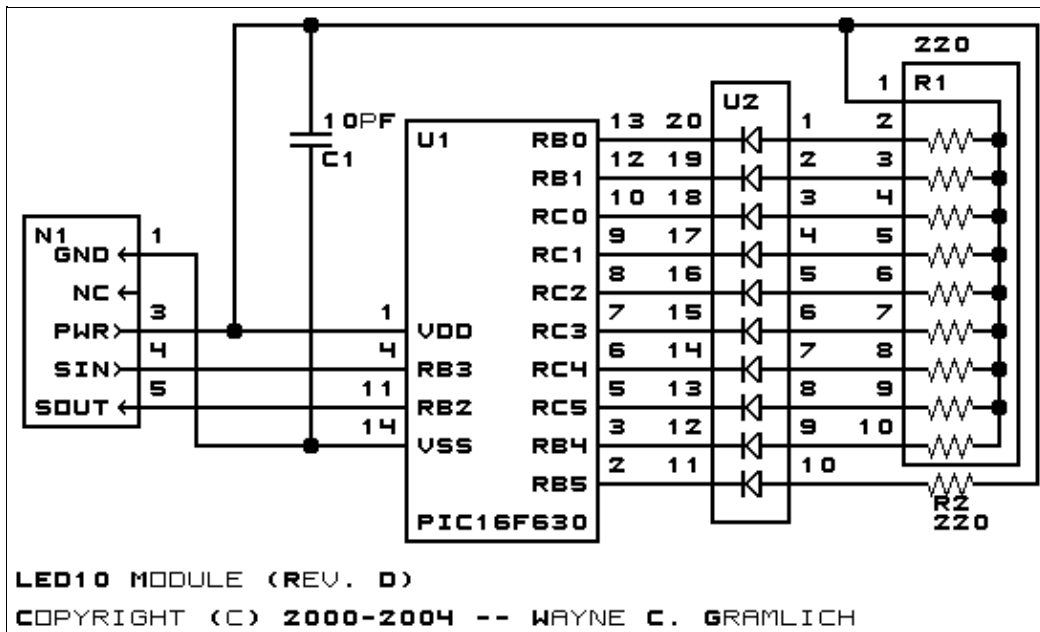 220
1 R1
10PF
C1
U1
U2
13 20 1 2
RB0
12 19 2 3
RB1
10 18 3 4
RC0
N1
1
9 17 4 5
GND
RC1
8 16 5 6
NC
RC2
3
1
7 15 6 7
PWR
VDD
RC3
4
4
6 14 7 8
SIN
RB3
RC4
5
11
5 13 8 9
SOUT
RB2
RC5
14
3 12 9 10
VSS
RB4
2 11 10
RB5
R2
220
PIC16F630
LED10 MODULE (REV. D)
COPYRIGHT (C) 2000-2004 -- WAYNE C. GRAMLICH